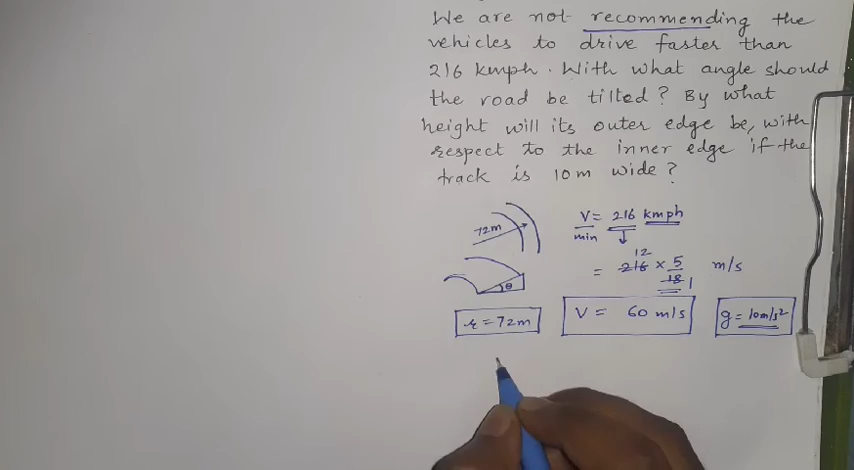 We are not recommending the
vehicles to drive faster than
216 kmph. With what angle should
the road be tilted? By what
height will its outer edge be, with
respect to the inner edge if the
track is 10m wide?
72m
V = 216 kmph
min
12
= 216 × 5/18 m/s
1
θ
r = 72m
V = 60 m/s
g = 10m/s²